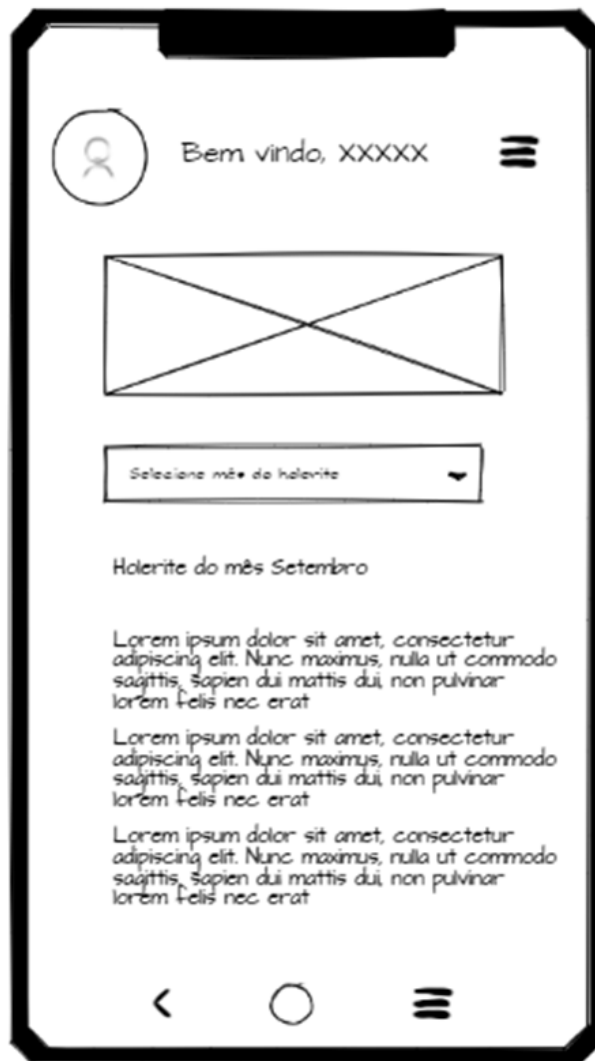 Bem vindo, XXXXX
Selecione mês do holerite
Holerite do mês Setembro
Lorem ipsum dolor sit amet, consectetur
adipiscing elit. Nunc maximus, nulla ut commodo
sagittis, sapien dui mattis dui, non pulvinar
lorem felis nec erat
Lorem ipsum dolor sit amet, consectetur
adipiscing elit. Nunc maximus, nulla ut commodo
sagittis, sapien dui mattis dui, non pulvinar
lorem felis nec erat
Lorem ipsum dolor sit amet, consectetur
adipiscing elit. Nunc maximus, nulla ut commodo
sagittis, sapien dui mattis dui, non pulvinar
lorem felis nec erat